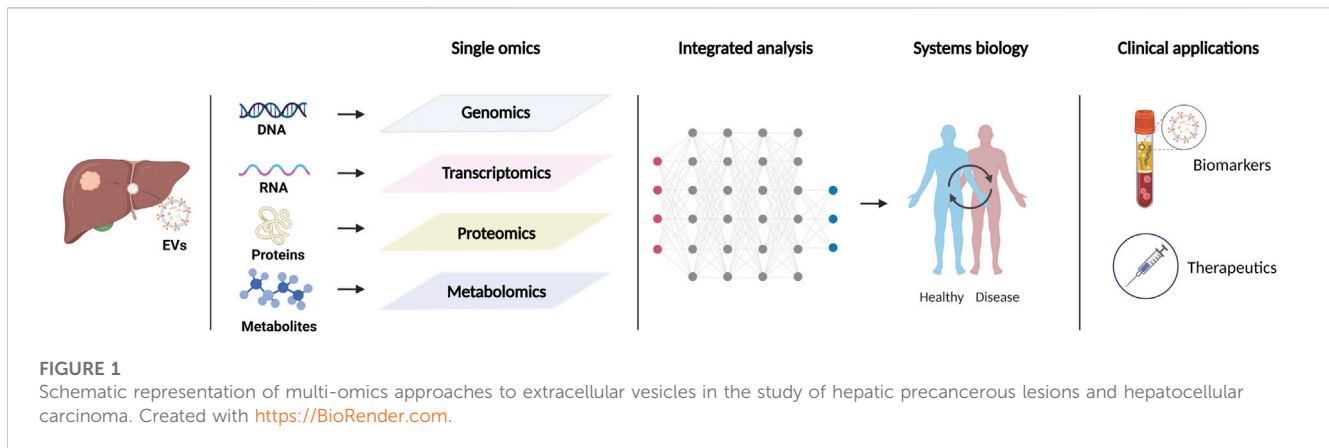 Single omics
Integrated analysis
Systems biology
Clinical applications
EVs
DNA
Genomics
RNA
Transcriptomics
Proteins
Proteomics
Metabolites
Metabolomics
Healthy Disease
Biomarkers
Therapeutics
FIGURE 1
Schematic representation of multi-omics approaches to extracellular vesicles in the study of hepatic precancerous lesions and hepatocellular
carcinoma. Created with https://BioRender.com.